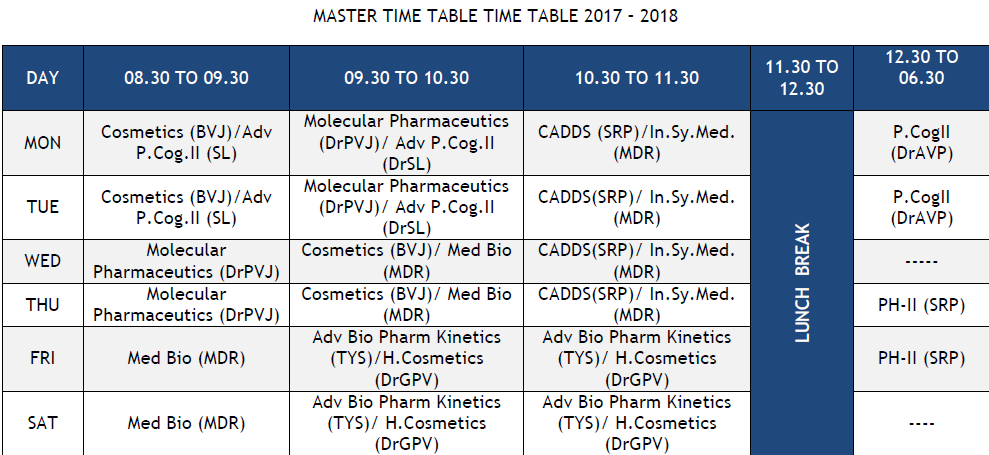 MASTER TIME TABLE TIME TABLE 2017 - 2018
DAY
08.30 TO 09.30
09.30 TO 10.30
10.30 TO 11.30
11.30 TO
12.30
12.30 TO
06.30
MON
Cosmetics (BVJ)/Adv
P.Cog.II (SL)
Molecular Pharmaceutics
(DrPVJ)/ Adv P.Cog.II
(DrSL)
CADDS (SRP)/In.Sy.Med.
(MDR)
LUNCH BREAK
P.CogII
(DrAVP)
TUE
Cosmetics (BVJ)/Adv
P.Cog.II (SL)
Molecular Pharmaceutics
(DrPVJ)/ Adv P.Cog.II
(DrSL)
CADDS(SRP)/ In.Sy.Med.
(MDR)
P.CogII
(DrAVP)
WED
Molecular
Pharmaceutics (DrPVJ)
Cosmetics (BVJ)/ Med Bio
(MDR)
CADDS(SRP)/ In.Sy.Med.
(MDR)
-----
THU
Molecular
Pharmaceutics (DrPVJ)
Cosmetics (BVJ)/ Med Bio
(MDR)
CADDS(SRP)/ In.Sy.Med.
(MDR)
PH-II (SRP)
FRI
Med Bio (MDR)
Adv Bio Pharm Kinetics
(TYS)/H.Cosmetics
(DrGPV)
Adv Bio Pharm Kinetics
(TYS)/ H.Cosmetics
(DrGPV)
PH-II (SRP)
SAT
Med Bio (MDR)
Adv Bio Pharm Kinetics
(TYS)/ H.Cosmetics
(DrGPV)
Adv Bio Pharm Kinetics
(TYS)/ H.Cosmetics
(DrGPV)
----